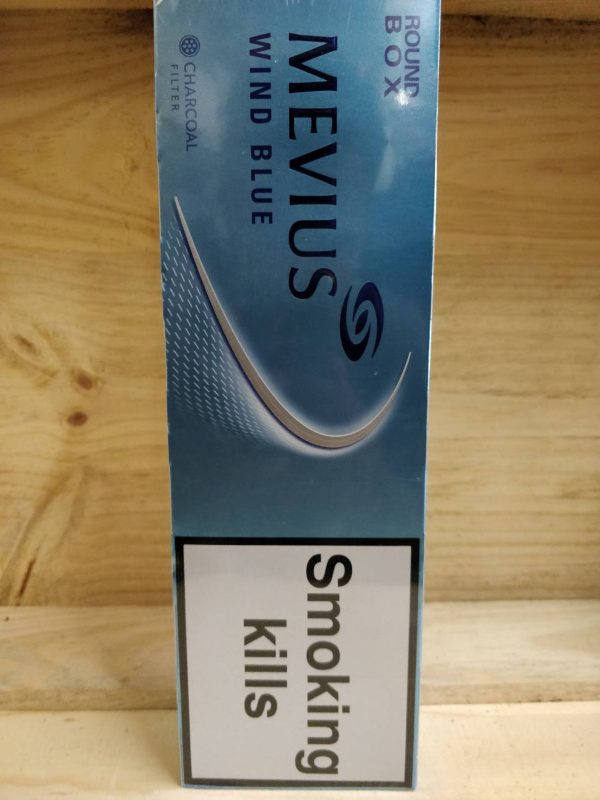 ROUND
BOX
MEVIUS
WIND BLUE
CHARCOAL
FILTER
Smoking
kills